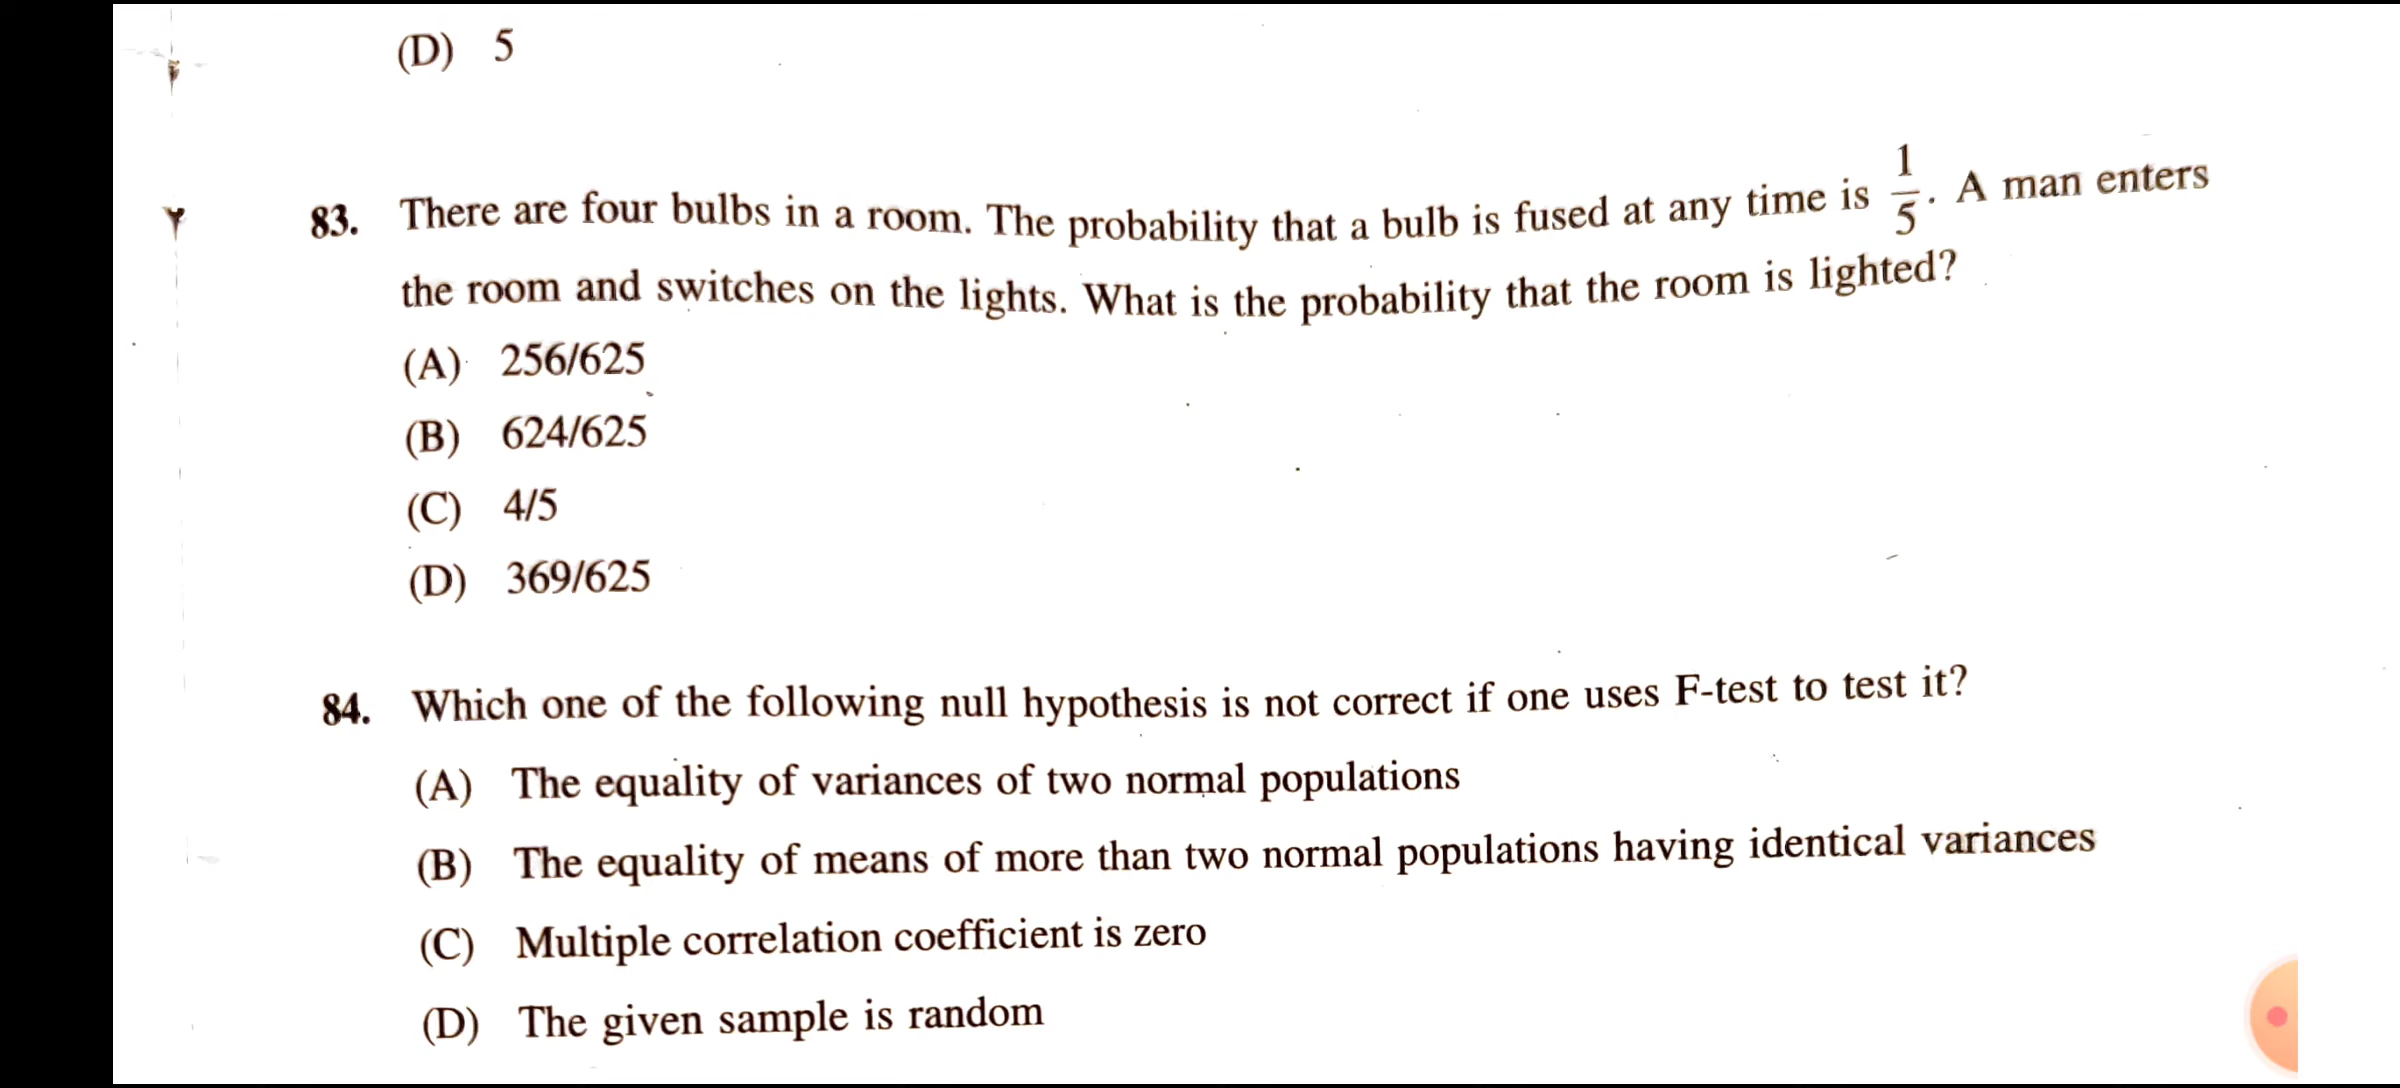 (D) 5
83. There are four bulbs in a room. The probability that a bulb is fused at any time is 1/5. A man enters
the room and switches on the lights. What is the probability that the room is lighted?
(A) 256/625
(B) 624/625
(C) 4/5
(D) 369/625
84. Which one of the following null hypothesis is not correct if one uses F-test to test it?
(A) The equality of variances of two normal populations
(B) The equality of means of more than two normal populations having identical variances
(C) Multiple correlation coefficient is zero
(D) The given sample is random